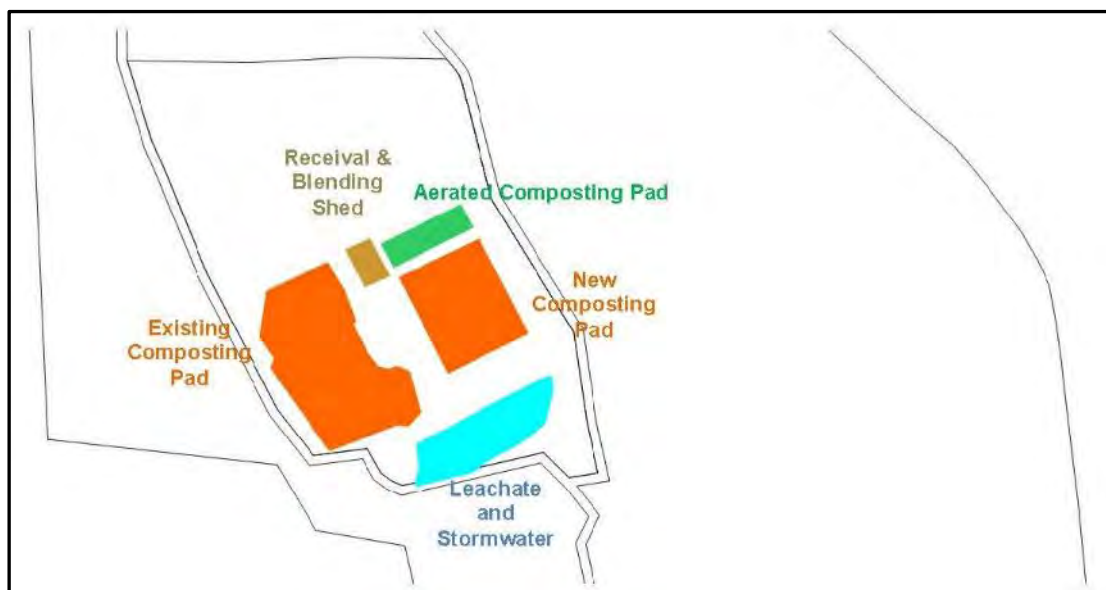 Receival &
Blending
Shed
Aerated Composting Pad
New
Composting
Pad
Existing
Composting
Pad
Leachate
and
Stormwater